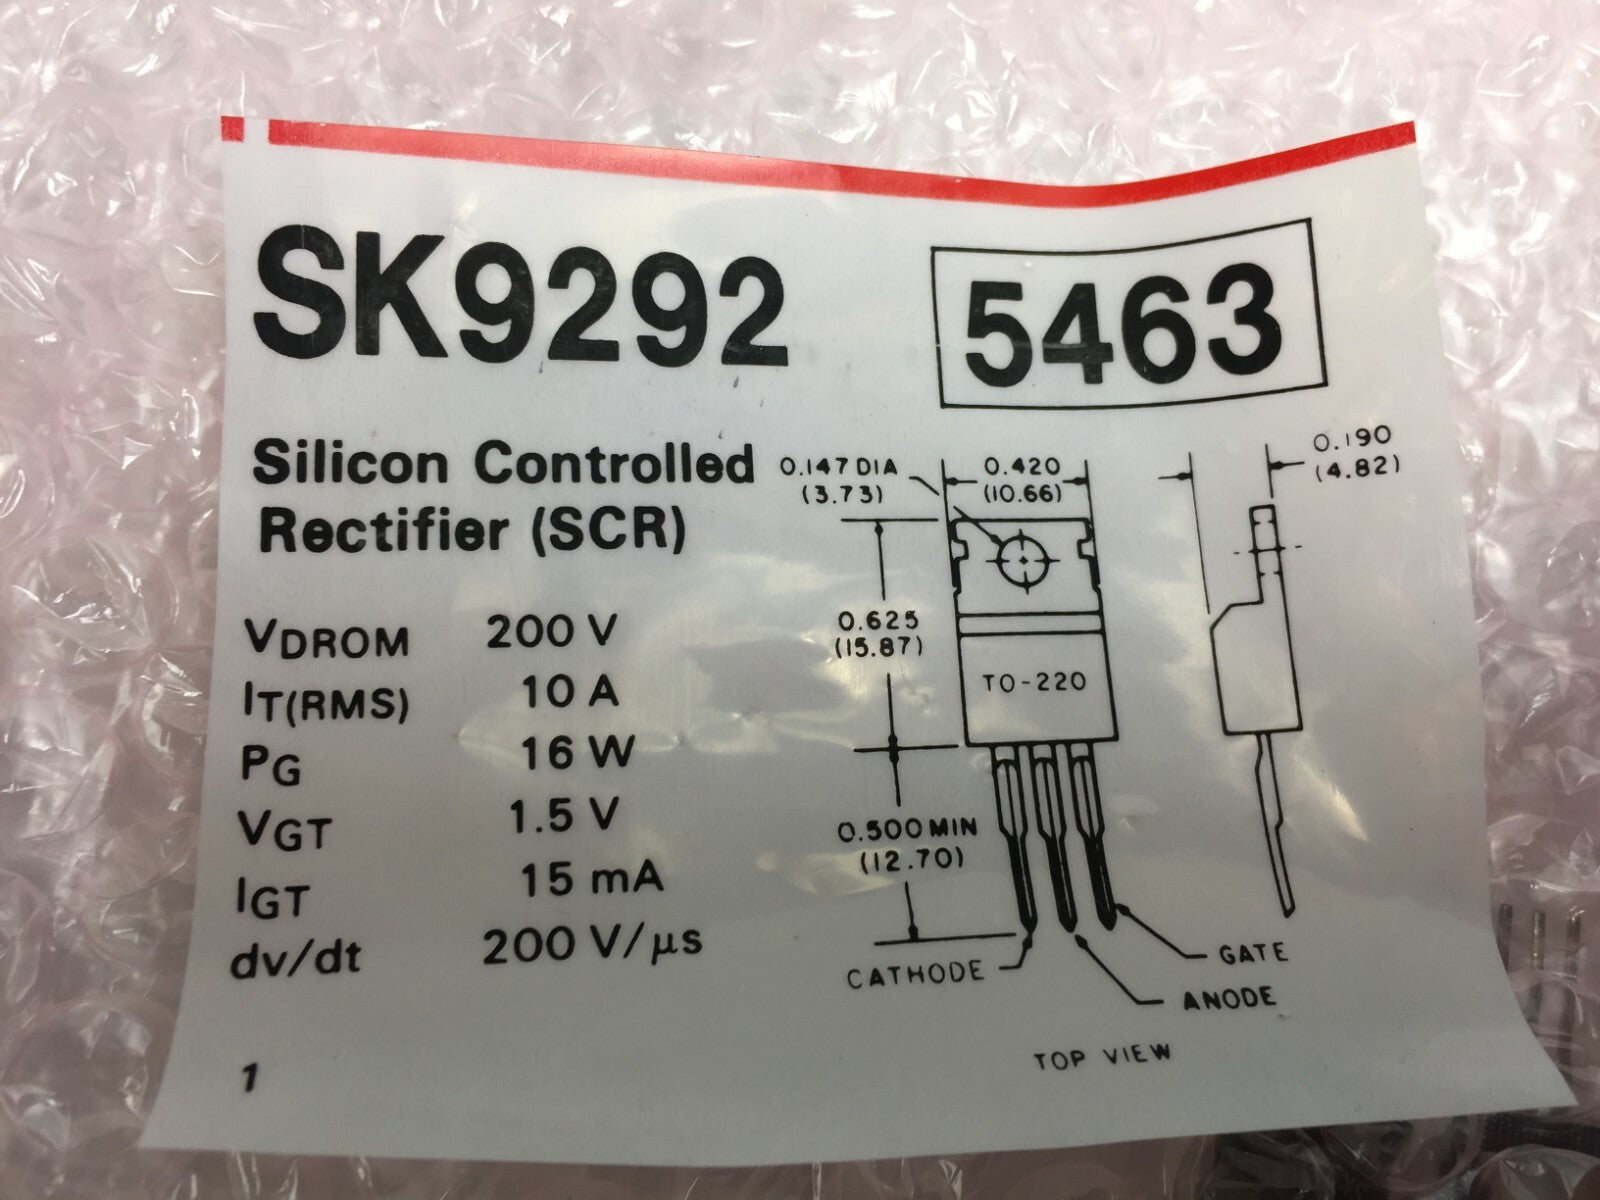 SK9292
5463
Silicon Controlled
Rectifier (SCR)
VDROM 200 V
IT(RMS) 10 A
PG 16 W
VGT 1.5 V
IGT 15 mA
dv/dt 200 V/µs
1
0.147 DIA
(3.73)
0.420
(10.66)
0.190
(4.82)
0.625
(15.87)
TO-220
0.500 MIN
(12.70)
CATHODE
GATE
ANODE
TOP VIEW